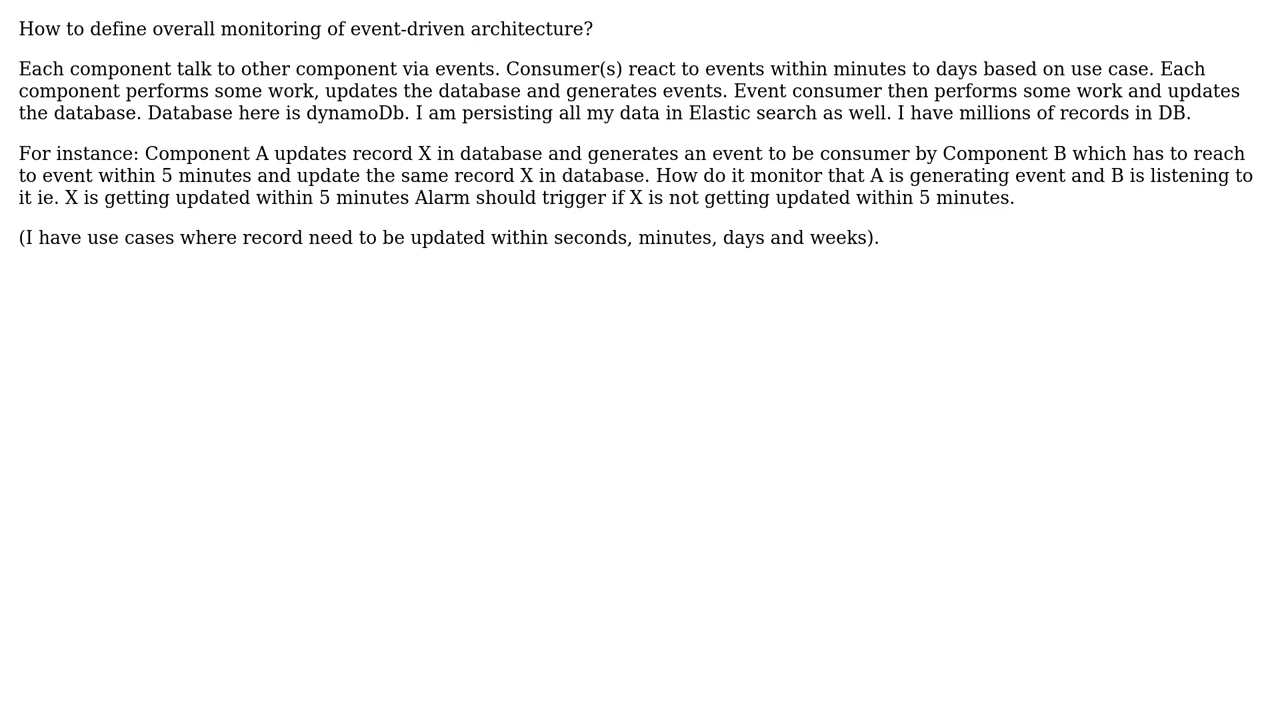 How to define overall monitoring of event-driven architecture?
Each component talk to other component via events. Consumer(s) react to events within minutes to days based on use case. Each
component performs some work, updates the database and generates events. Event consumer then performs some work and updates
the database. Database here is dynamoDb. I am persisting all my data in Elastic search as well. I have millions of records in DB.
For instance: Component A updates record X in database and generates an event to be consumer by Component B which has to reach
to event within 5 minutes and update the same record X in database. How do it monitor that A is generating event and B is listening to
it ie. X is getting updated within 5 minutes Alarm should trigger if X is not getting updated within 5 minutes.
(I have use cases where record need to be updated within seconds, minutes, days and weeks).